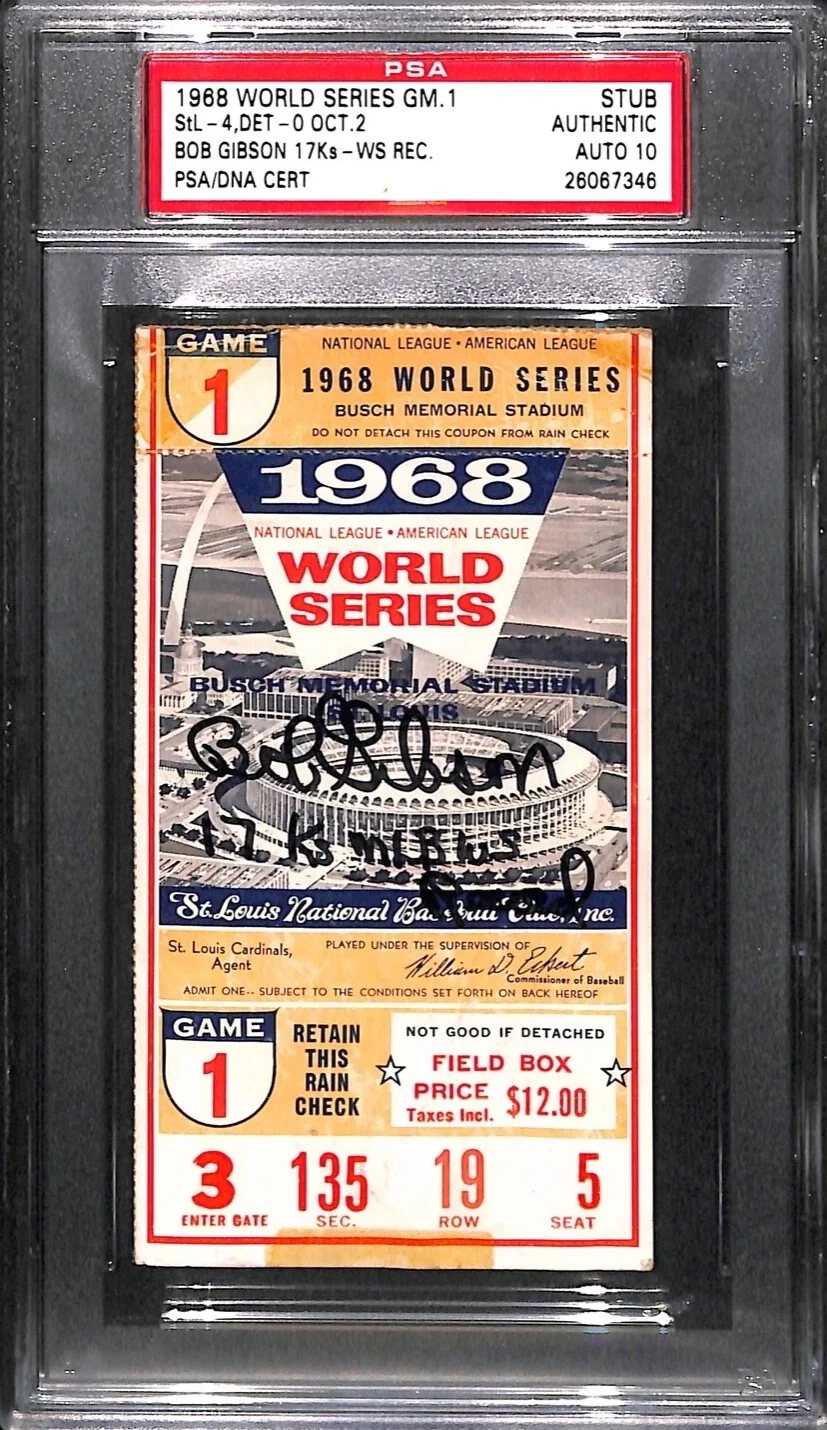 PSA
1968 WORLD SERIES GM.1 STUB
StL-4,DET-0 OCT.2 AUTHENTIC
BOB GIBSON 17Ks-WS REC. AUTO 10
PSA/DNA CERT 26067346
GAME
1
NATIONAL LEAGUE • AMERICAN LEAGUE
1968 WORLD SERIES
BUSCH MEMORIAL STADIUM
DO NOT DETACH THIS COUPON FROM RAIN CHECK
1968
NATIONAL LEAGUE • AMERICAN LEAGUE
WORLD
SERIES
BUSCH MEMORIAL STADIUM
ST. LOUIS
Bob Gibson
17 Ks MLB WS
Record
St. Louis National Baseball Club, Inc.
St. Louis Cardinals,
Agent
PLAYED UNDER THE SUPERVISION OF
William D. Eckert
Commissioner of Baseball
ADMIT ONE-- SUBJECT TO THE CONDITIONS SET FORTH ON BACK HEREOF
GAME
1
RETAIN
THIS
RAIN
CHECK
NOT GOOD IF DETACHED
FIELD BOX
PRICE $12.00
Taxes Incl.
3 135 19 5
ENTER GATE SEC. ROW SEAT